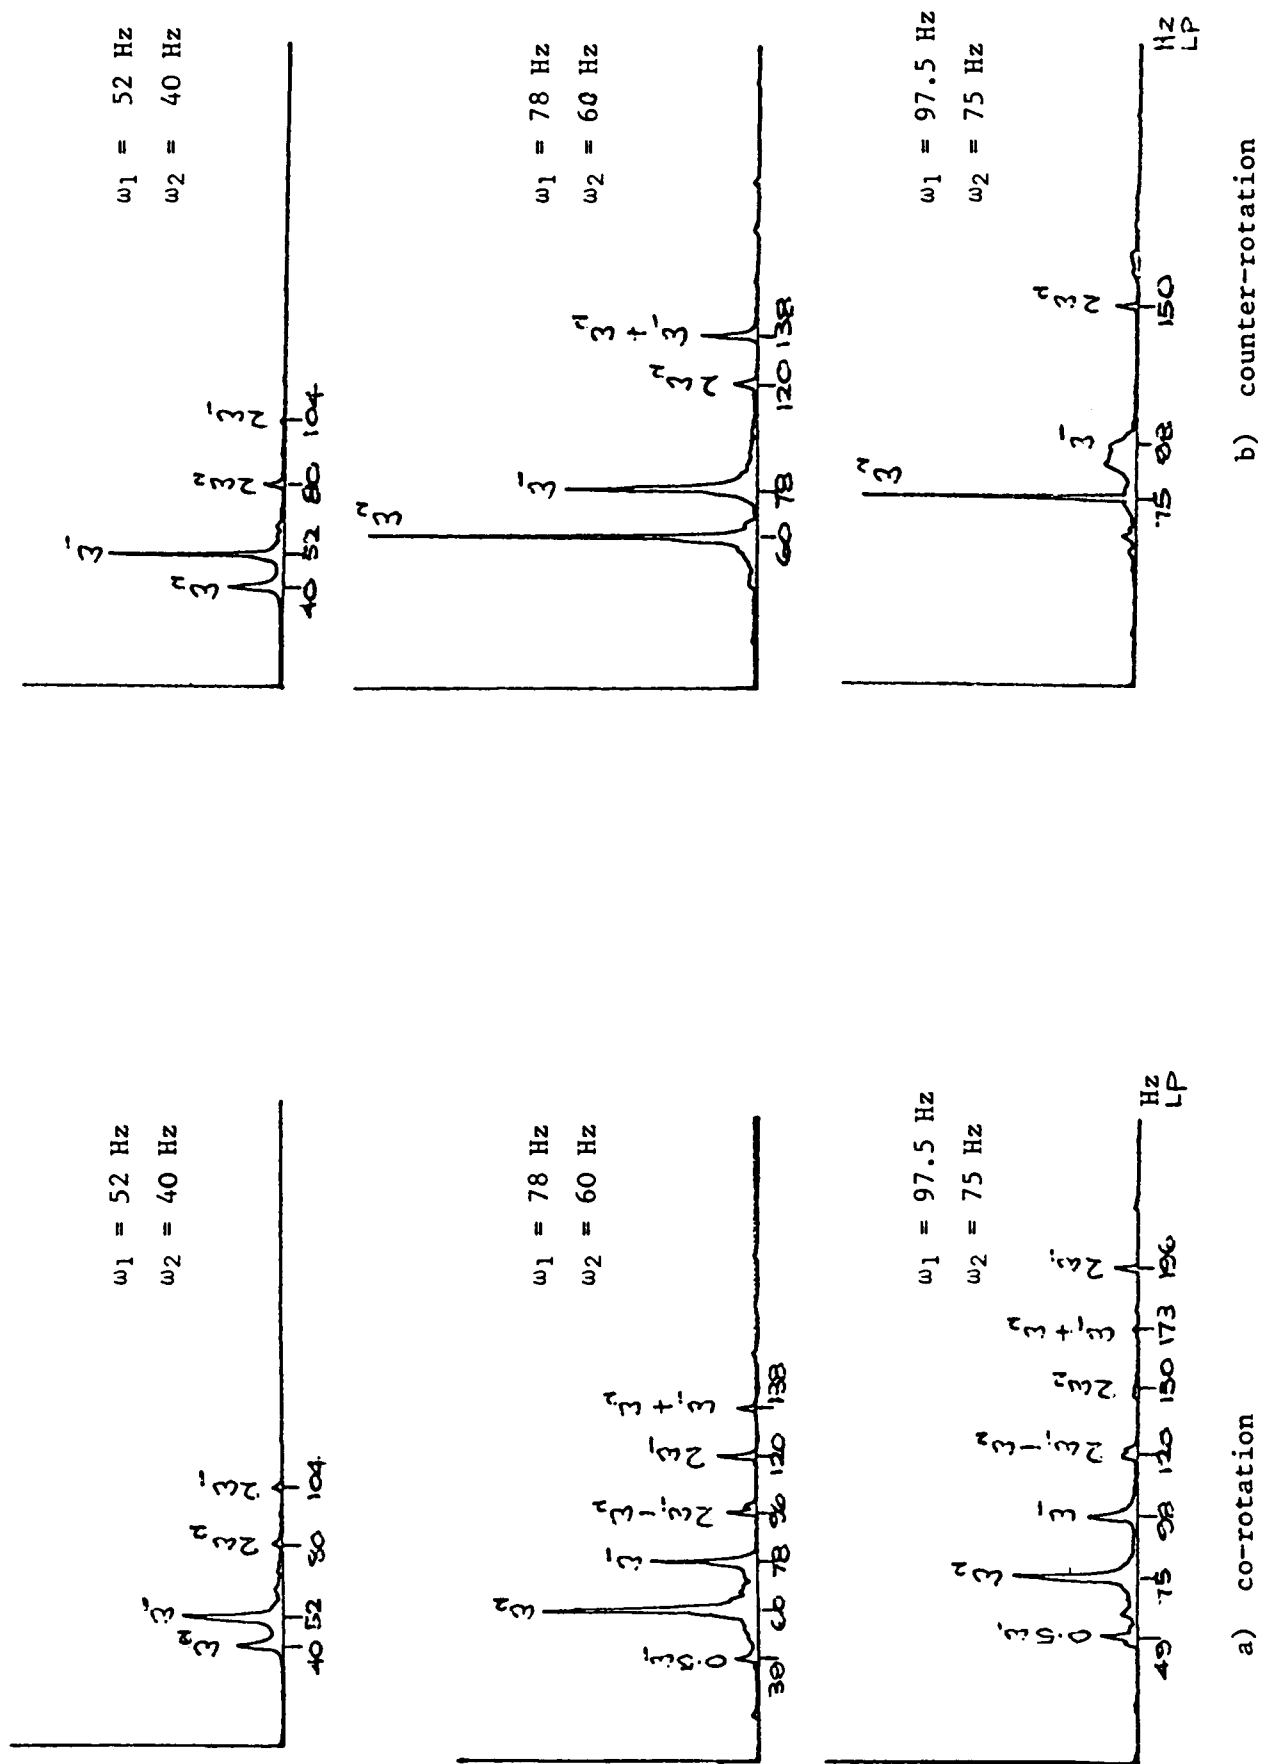 ω1 = 52 Hz
ω2 = 40 Hz
ω2
ω1
2ω2
2ω1
40
52
80
104
ω1 = 78 Hz
ω2 = 60 Hz
0.5ω1
ω2
ω1
2ω1-ω2
2ω1
ω1 + ω2
39
60
78
96
120
138
ω1 = 97.5 Hz
ω2 = 75 Hz
0.5ω1
ω2
ω1
2ω1-ω2
2ω2
ω1 + ω2
2ω1
49
75
98
120
150
173
196
Hz
LP
a) co-rotation
ω1 = 52 Hz
ω2 = 40 Hz
ω2
ω1
2ω2
2ω1
40
52
80
104
ω1 = 78 Hz
ω2 = 60 Hz
ω2
ω1
2ω2
ω1 + ω2
60
78
120
138
ω1 = 97.5 Hz
ω2 = 75 Hz
ω2
ω1
2ω2
75
98
150
Hz
LP
b) counter-rotation